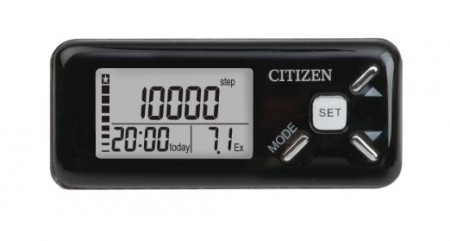 CITIZEN
step
10000
20:00 today 7.1 Ex
SET
MODE